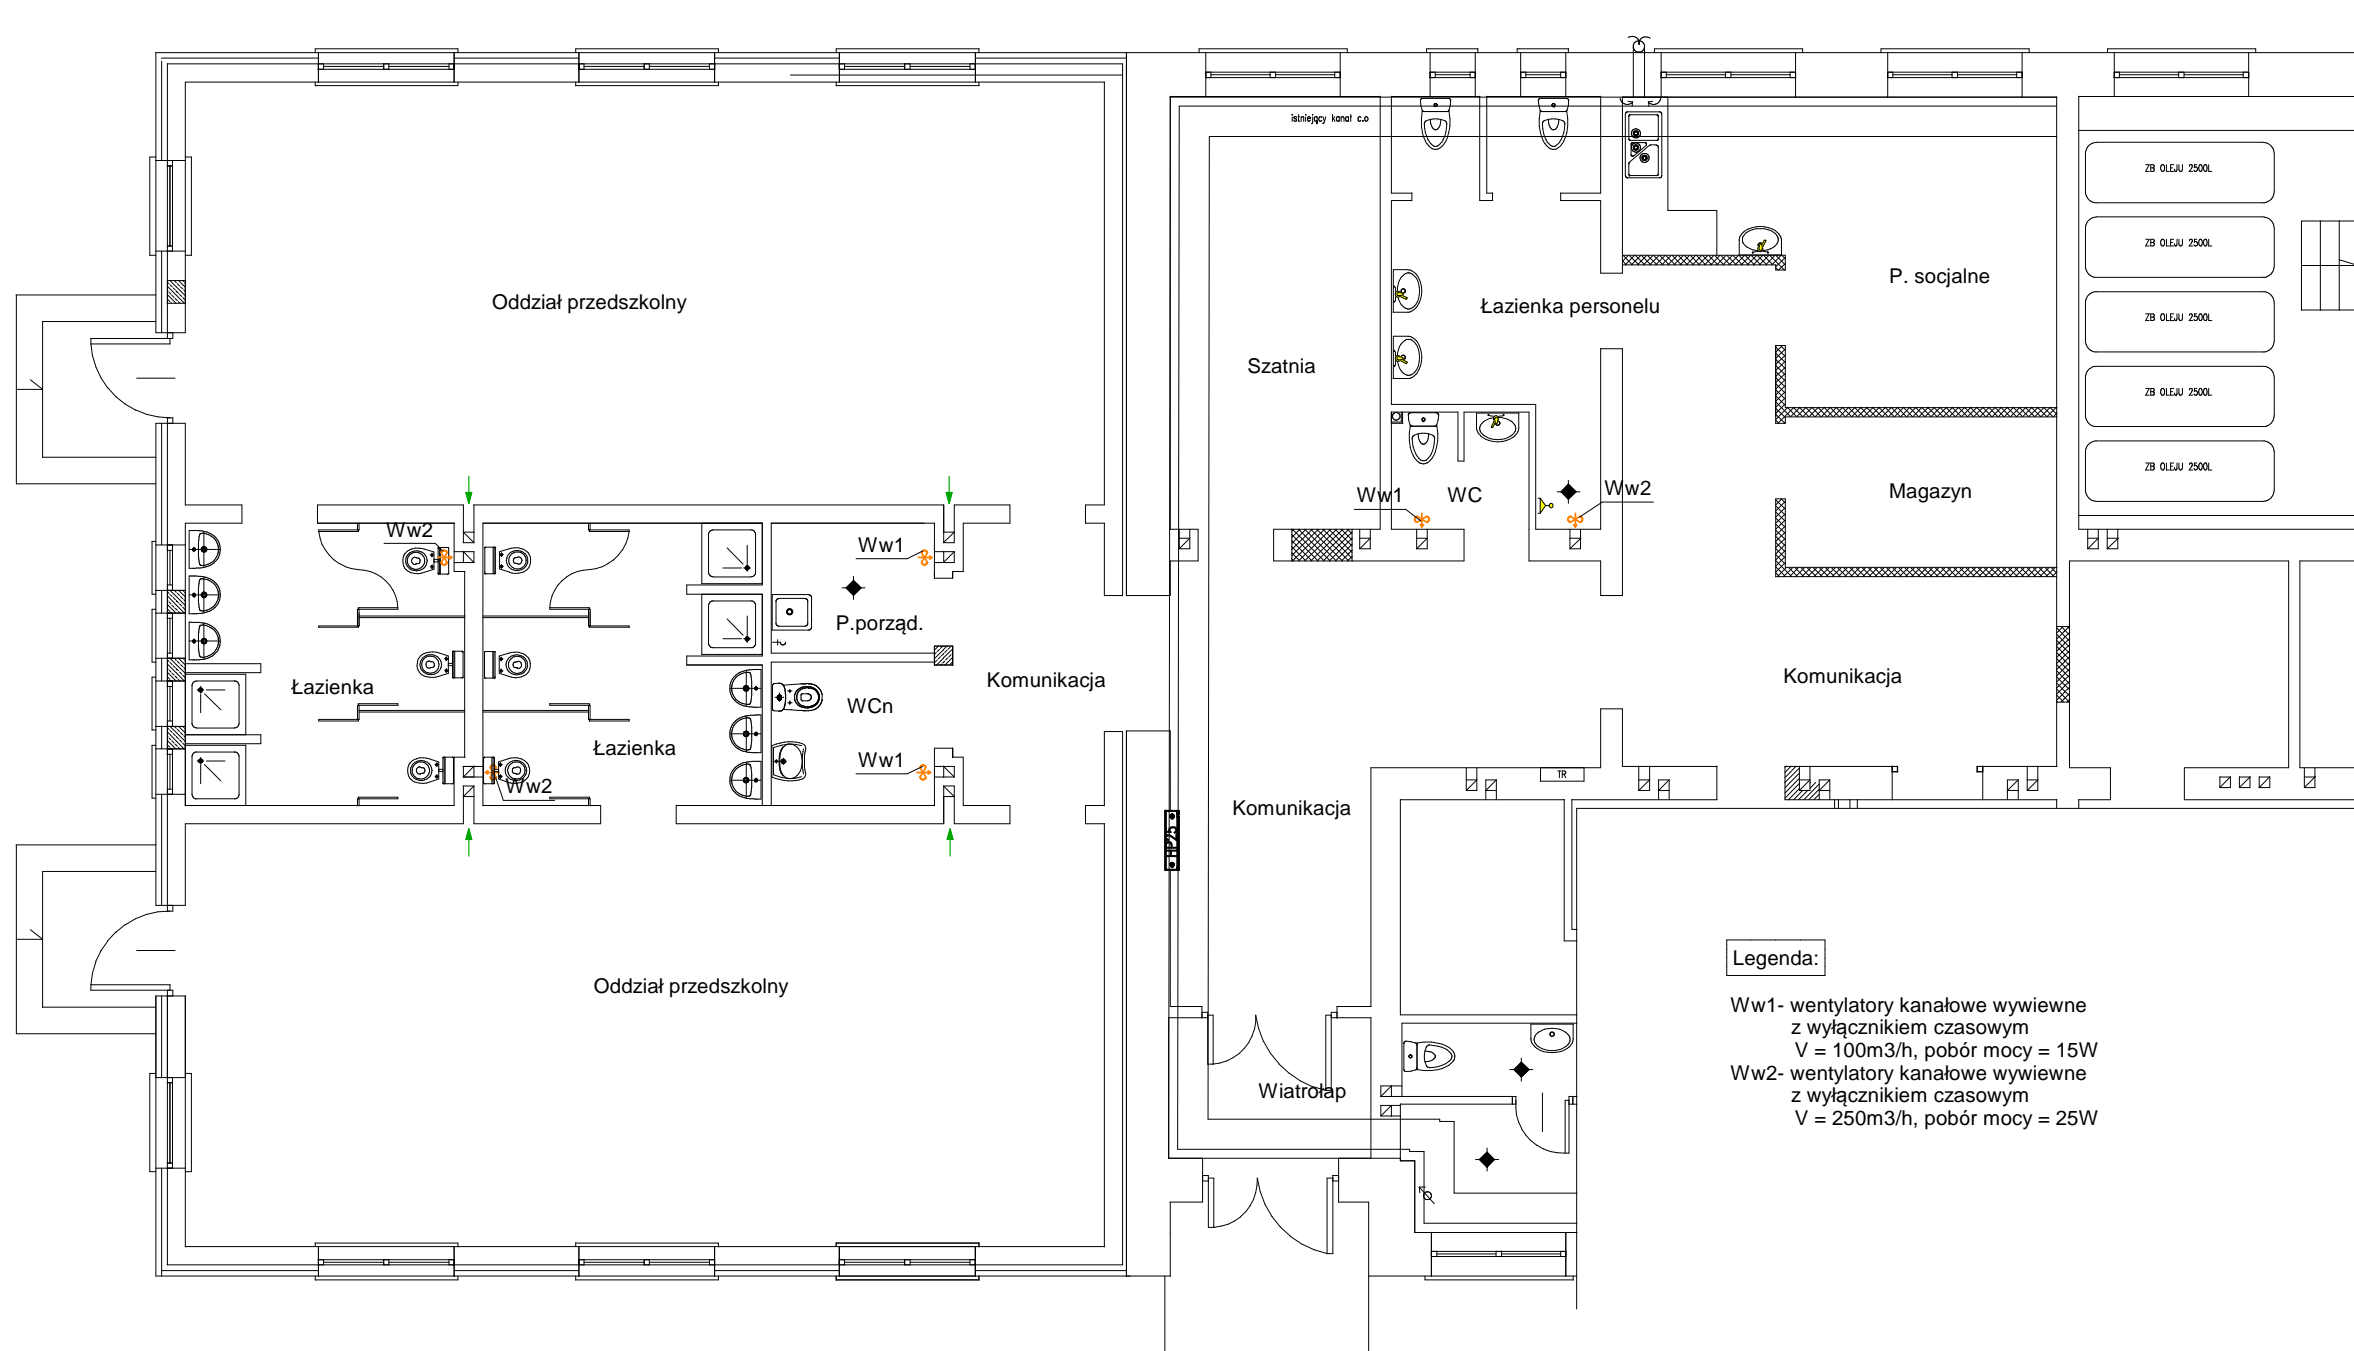 istniejący kanał c.o
ZB OLEJU 2500L
ZB OLEJU 2500L
P. socjalne
Oddział przedszkolny
Łazienka personelu
ZB OLEJU 2500L
Szatnia
ZB OLEJU 2500L
ZB OLEJU 2500L
Ww1
WC
Ww2
Magazyn
Ww2
Ww1
P.porząd.
Komunikacja
Komunikacja
Łazienka
WCn
Łazienka
Ww1
Ww2
TR
Komunikacja
HP25
Oddział przedszkolny
Legenda:
Ww1- wentylatory kanałowe wywiewne
z wyłącznikiem czasowym
V = 100m3/h, pobór mocy = 15W
Ww2- wentylatory kanałowe wywiewne
z wyłącznikiem czasowym
V = 250m3/h, pobór mocy = 25W
Wiatrołap